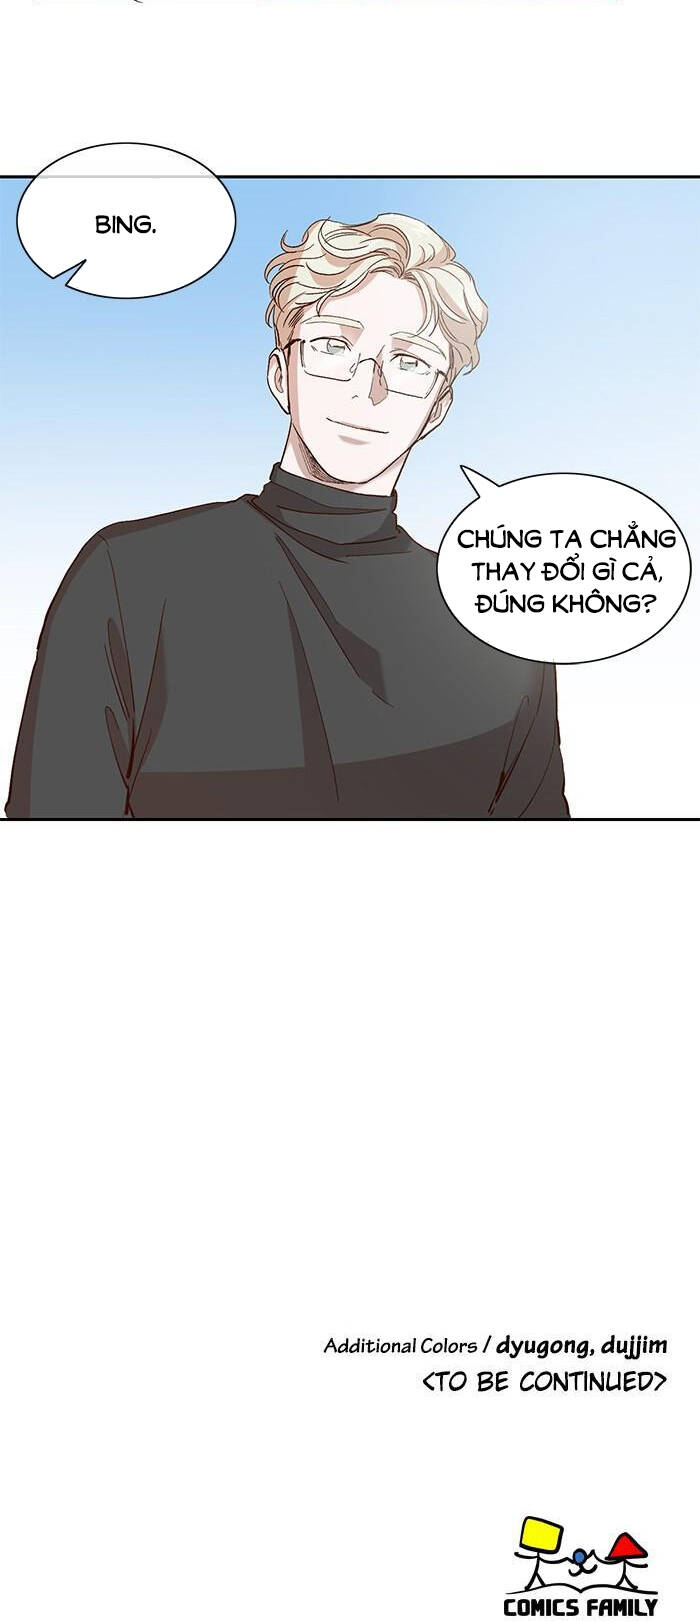 BING.
CHÚNG TA CHẲNG
THAY ĐỔI GÌ CẢ,
ĐÚNG KHÔNG?
Additional Colors / dyugong, dujjim
<TO BE CONTINUED>
COMICS FAMILY